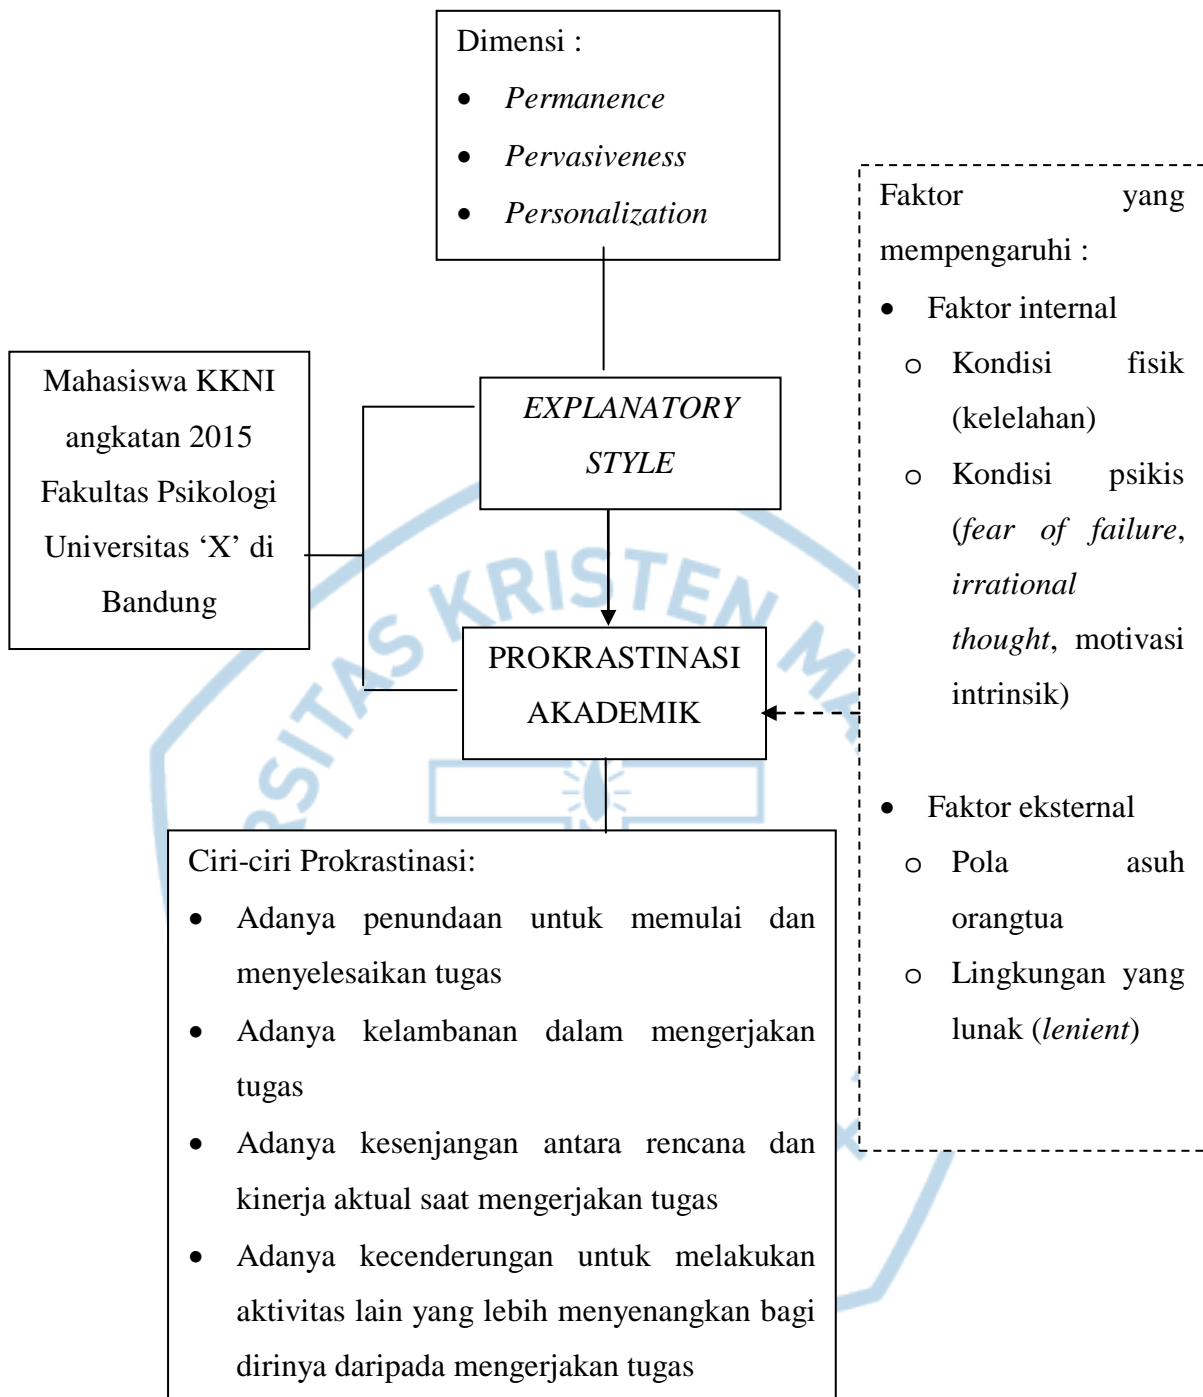 Dimensi :
• Permanence
• Pervasiveness
• Personalization
Mahasiswa KKNI
angkatan 2015
Fakultas Psikologi
Universitas ‘X’ di
Bandung
EXPLANATORY
STYLE
PROKRASTINASI
AKADEMIK
Faktor yang
mempengaruhi :
• Faktor internal
o Kondisi fisik
(kelelahan)
o Kondisi psikis
(fear of failure,
irrational
thought, motivasi
intrinsik)
• Faktor eksternal
o Pola asuh
orangtua
o Lingkungan yang
lunak (lenient)
Ciri-ciri Prokrastinasi:
• Adanya penundaan untuk memulai dan
menyelesaikan tugas
• Adanya kelambanan dalam mengerjakan
tugas
• Adanya kesenjangan antara rencana dan
kinerja aktual saat mengerjakan tugas
• Adanya kecenderungan untuk melakukan
aktivitas lain yang lebih menyenangkan bagi
dirinya daripada mengerjakan tugas
KRISTEN